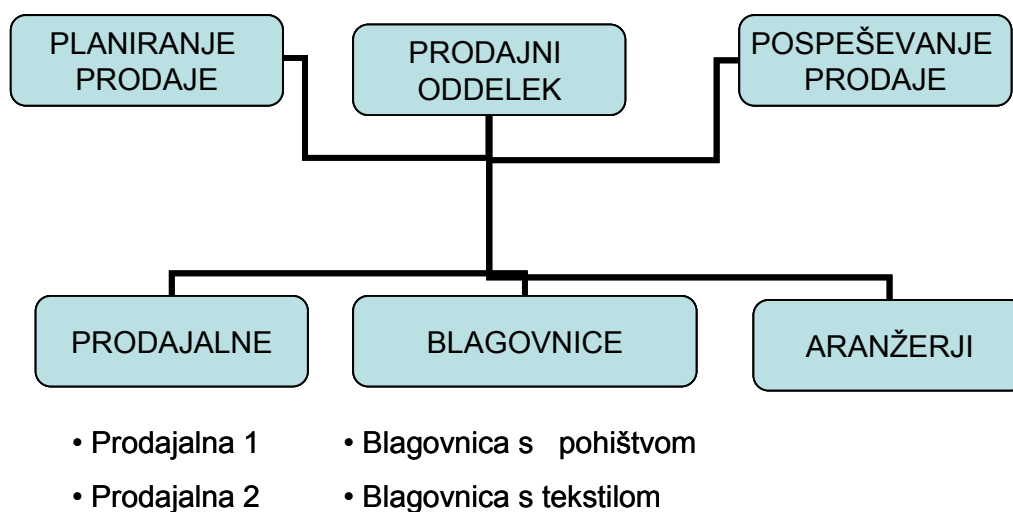 PLANIRANJE
PRODAJE
PRODAJNI
ODDELEK
POSPEŠEVANJE
PRODAJE
PRODAJALNE
BLAGOVNICE
ARANŽERJI
• Prodajalna 1
• Prodajalna 2
• Blagovnica s pohištvom
• Blagovnica s tekstilom